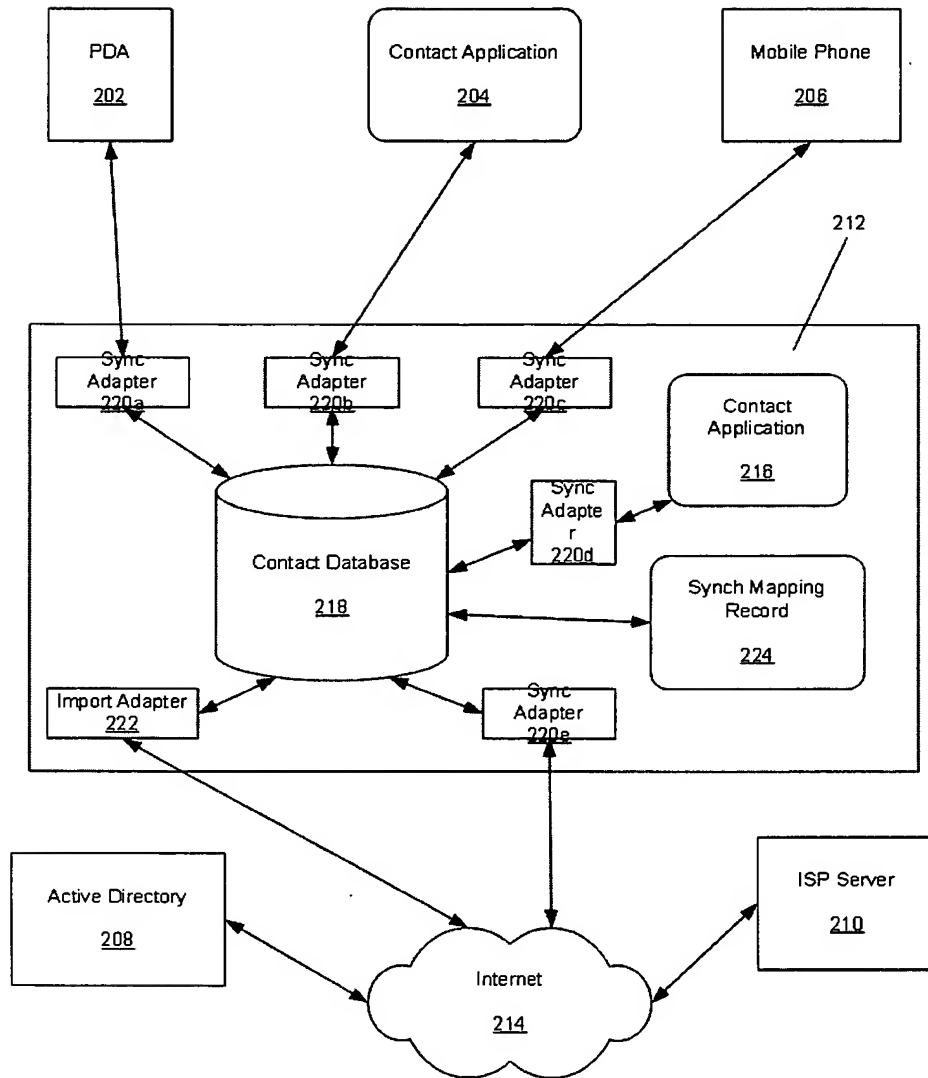 PDA
202
Contact Application
204
Mobile Phone
206
212
Sync
Adapter
220a
Sync
Adapter
220b
Sync
Adapter
220c
Contact
Application
216
Sync
Adapte
r
220d
Contact Database
218
Synch Mapping
Record
224
Import Adapter
222
Sync
Adapter
220e
Active Directory
208
ISP Server
210
Internet
214